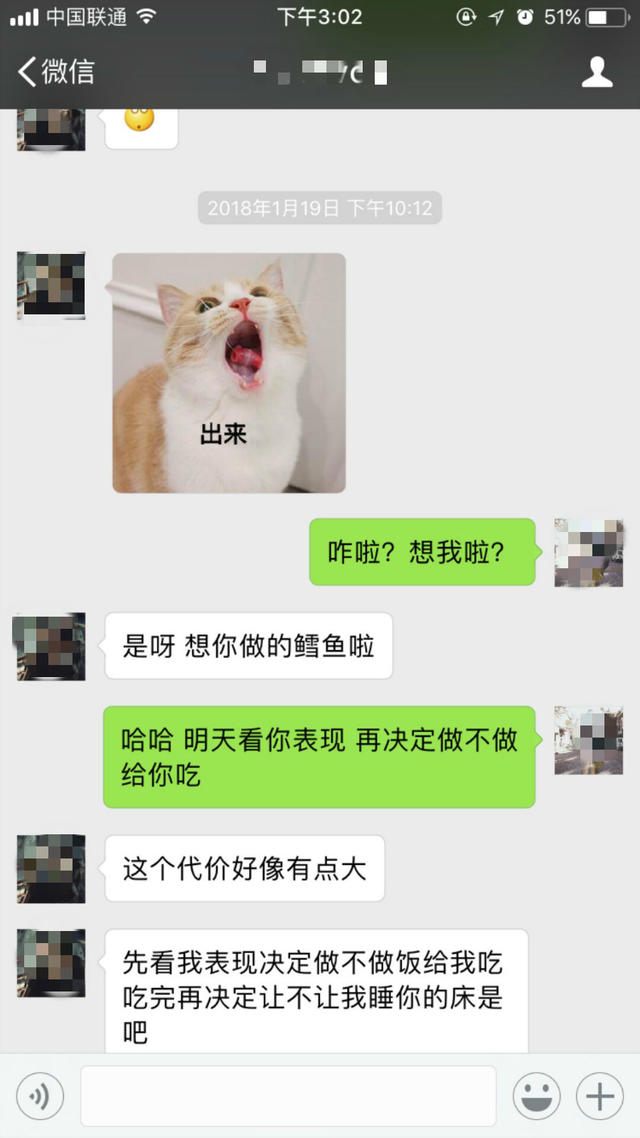 中国联通
下午3:02
51%
微信
2018年1月19日 下午10:12
出来
咋啦？想我啦？
是呀 想你做的鳕鱼啦
哈哈 明天看你表现 再决定做不做
给你吃
这个代价好像有点大
先看我表现决定做不做饭给我吃
吃完再决定让不让我睡你的床是
吧